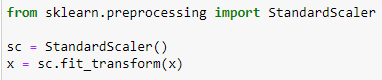 from sklearn.preprocessing import StandardScaler
sc = StandardScaler()
x = sc.fit_transform(x)